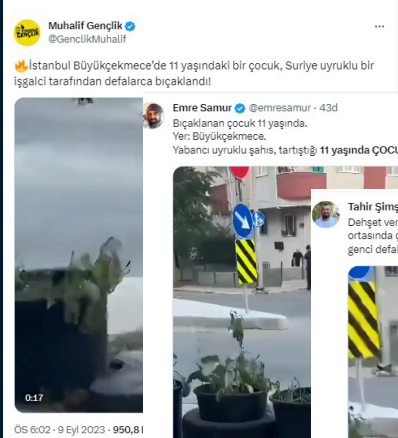 Muhalif Gençlik
@GenclikMuhalif
🔥İstanbul Büyükçekmece'de 11 yaşındaki bir çocuk, Suriye uyruklu bir
işgalci tarafından defalarca bıçaklandı!
Emre Samur @emresamur · 43d
Bıçaklanan çocuk 11 yaşında.
Yer: Büyükçekmece.
Yabancı uyruklu şahıs, tartıştığı 11 yaşında ÇOCU
Tahir Şimş
Dehşet ver
ortasında ç
genci defal
0:17
ÖS 6:02 · 9 Eyl 2023 · 950,8